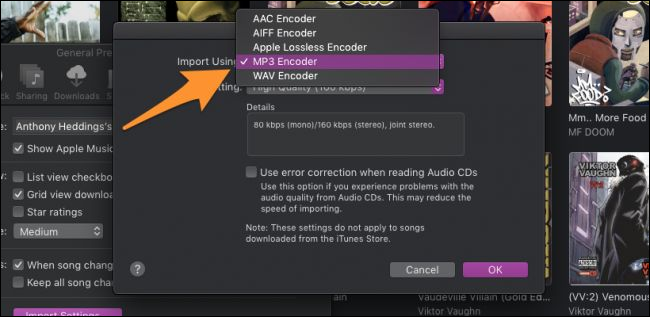 AAC Encoder
AIFF Encoder
Apple Lossless Encoder
Import Using
✓ MP3 Encoder
WAV Encoder
High Quality (160 kbps)
Details
80 kbps (mono)/160 kbps (stereo), joint stereo.
Use error correction when reading Audio CDs
Use this option if you experience problems with the
audio quality from Audio CDs. This may reduce the
speed of importing.
Note: These settings do not apply to songs
downloaded from the iTunes Store.
?
Cancel
OK
General Pre
Sharing
Downloads
Anthony Heddings's
Show Apple Music
List view checkbo
Grid view downloa
Star ratings
Medium
When song chang
Keep all song cha
Import Settings
MM..FOOD
Mm.. More Food
MF DOOM
VIKTOR
VAUGHN
(VV:2) Venomous
Viktor Vaughn
ain
Vaudeville Villain (Gold Ed
Viktor Vaughn